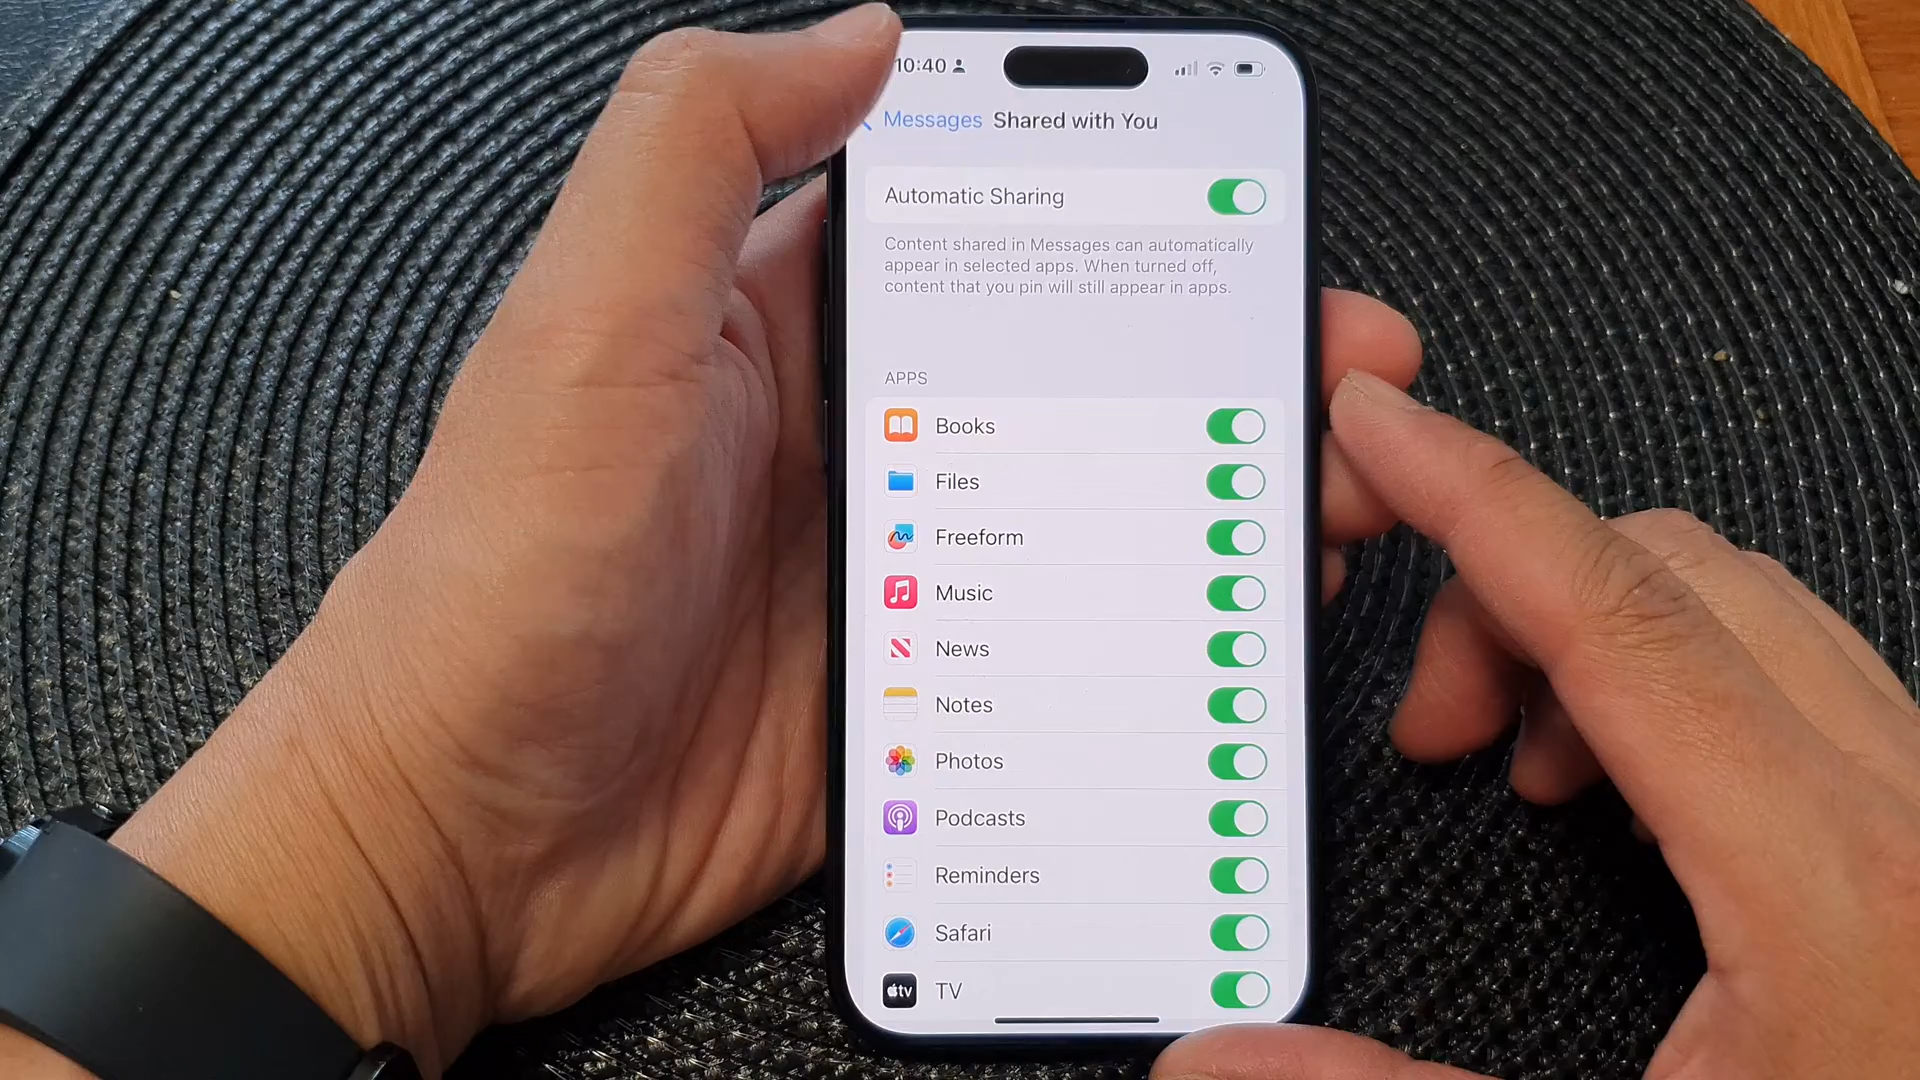 10:40
Messages Shared with You
Automatic Sharing
Content shared in Messages can automatically
appear in selected apps. When turned off,
content that you pin will still appear in apps.
APPS
Books
Files
Freeform
Music
News
Notes
Photos
Podcasts
Reminders
Safari
tv TV